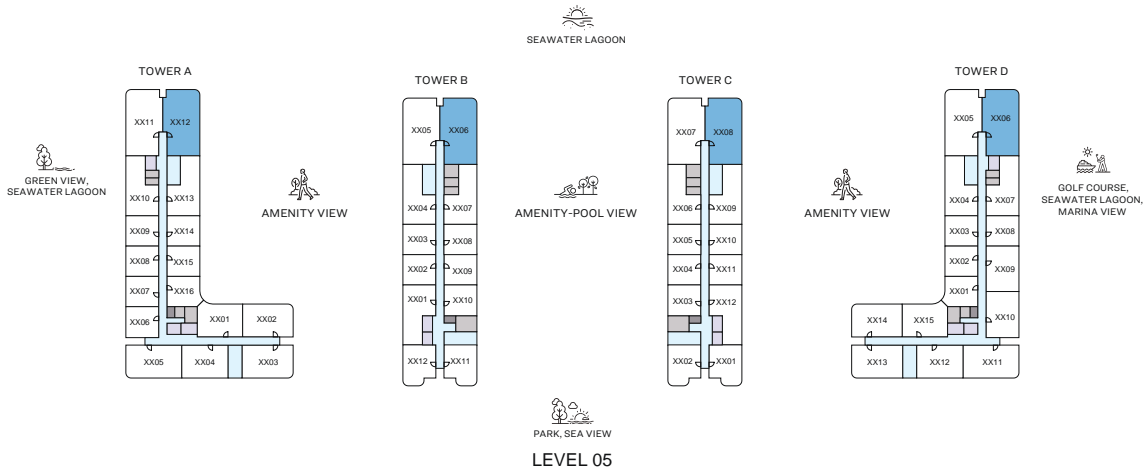 SEAWATER LAGOON
TOWER A
TOWER B
TOWER C
TOWER D
XX11
XX12
XX10
XX13
XX09
XX14
XX08
XX15
XX07
XX16
XX06
XX01
XX02
XX05
XX04
XX03
XX05
XX06
XX04
XX07
XX03
XX08
XX02
XX09
XX01
XX10
XX12
XX11
XX07
XX08
XX06
XX09
XX05
XX10
XX04
XX11
XX03
XX12
XX02
XX01
XX05
XX06
XX04
XX07
XX03
XX08
XX02
XX09
XX01
XX10
XX14
XX15
XX13
XX12
XX11
GREEN VIEW,
SEAWATER LAGOON
AMENITY VIEW
AMENITY-POOL VIEW
AMENITY VIEW
GOLF COURSE,
SEAWATER LAGOON,
MARINA VIEW
PARK, SEA VIEW
LEVEL 05